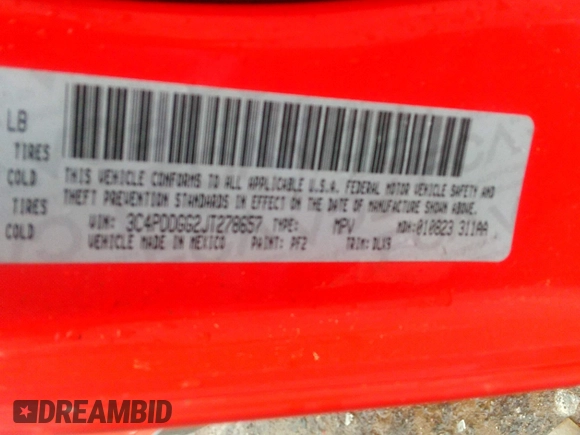 LB
TIRES
COLD
TIRES
COLD
THIS VEHICLE CONFORMS TO ALL APPLICABLE U.S.A. FEDERAL MOTOR VEHICLE SAFETY AND
THEFT PREVENTION STANDARDS IN EFFECT ON THE DATE OF MANUFACTURE SHOWN ABOVE.
VIN: 3C4PDDGG2JT278657 TYPE: MPV MDH: 010823 311AA
VEHICLE MADE IN MEXICO PAINT: PF2 TRIM: DLX9
DREAMBID